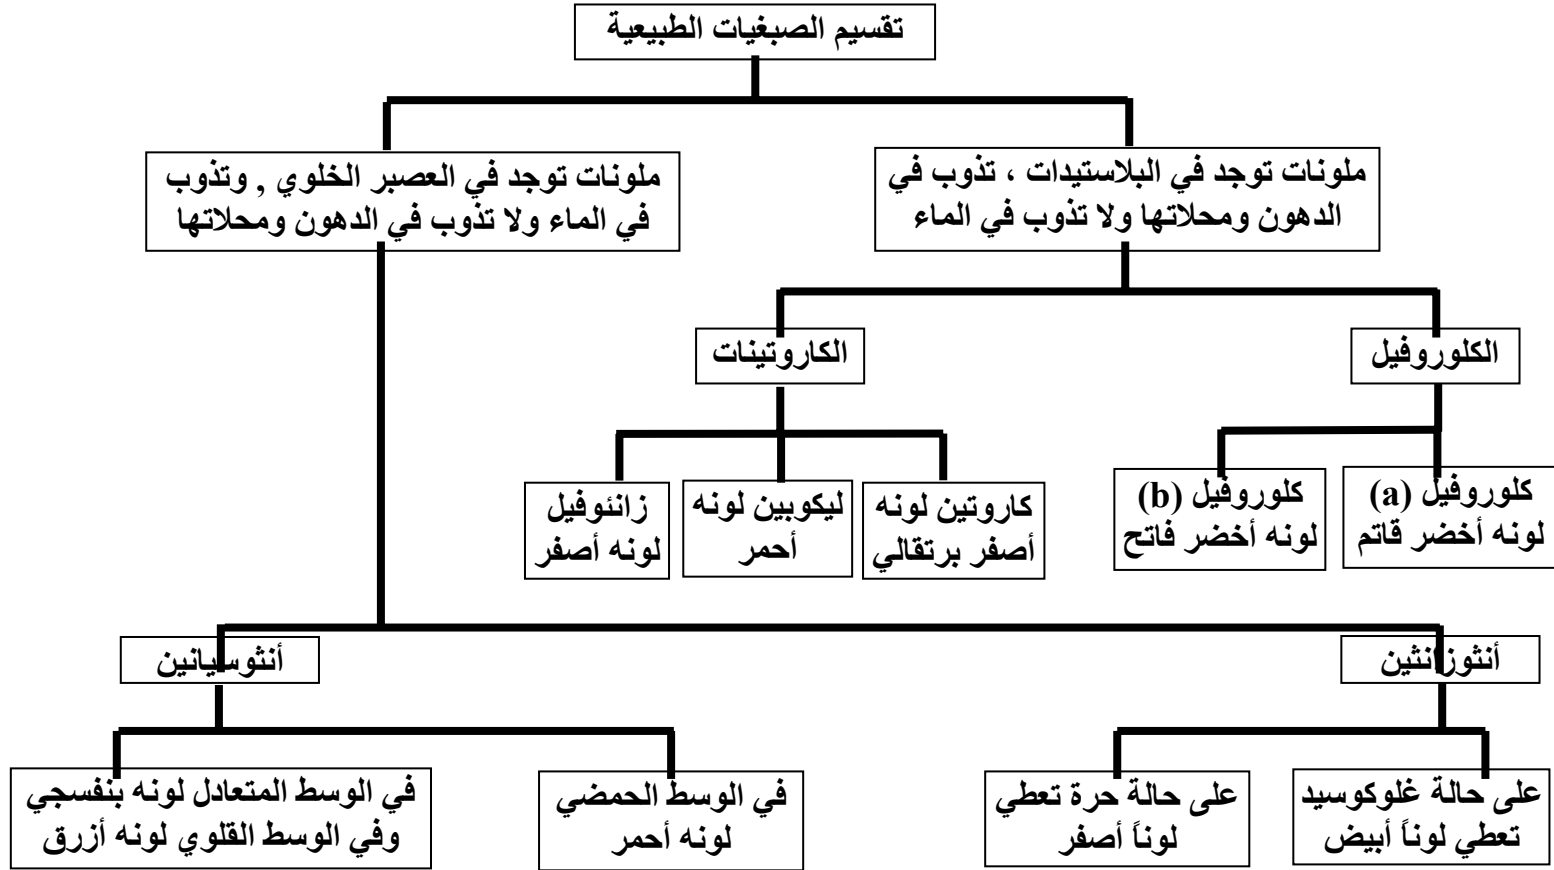 تقسيم الصبغيات الطبيعية
ملونات توجد في البلاستيدات ، تذوب في
الدهون ومحلاتها ولا تذوب في الماء
ملونات توجد في العصبر الخلوي , وتذوب
في الماء ولا تذوب في الدهون ومحلاتها
الكلوروفيل
الكاروتينات
كلوروفيل (a)
لونه أخضر قاتم
كلوروفيل (b)
لونه أخضر فاتح
كاروتين لونه
أصفر برتقالي
ليكوبين لونه
أحمر
زانئوفيل
لونه أصفر
أنثوزانثين
أنثوسيانين
على حالة غلوكوسيد
تعطي لوناً أبيض
على حالة حرة تعطي
لوناً أصفر
في الوسط الحمضي
لونه أحمر
في الوسط المتعادل لونه بنفسجي
وفي الوسط القلوي لونه أزرق